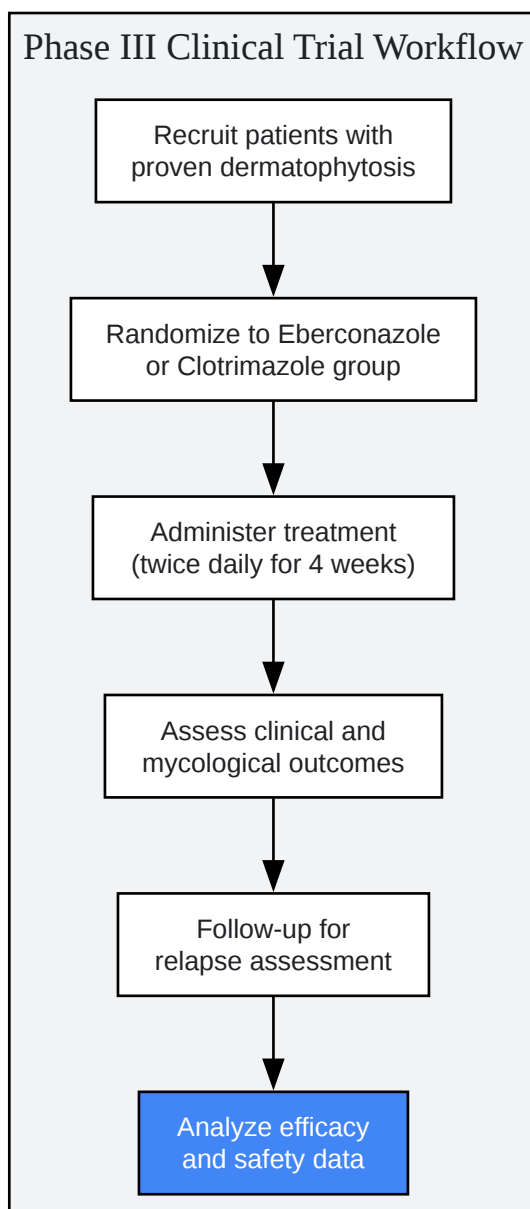 Phase III Clinical Trial Workflow
Recruit patients with
proven dermatophytosis
Randomize to Eberconazole
or Clotrimazole group
Administer treatment
(twice daily for 4 weeks)
Assess clinical and
mycological outcomes
Follow-up for
relapse assessment
Analyze efficacy
and safety data